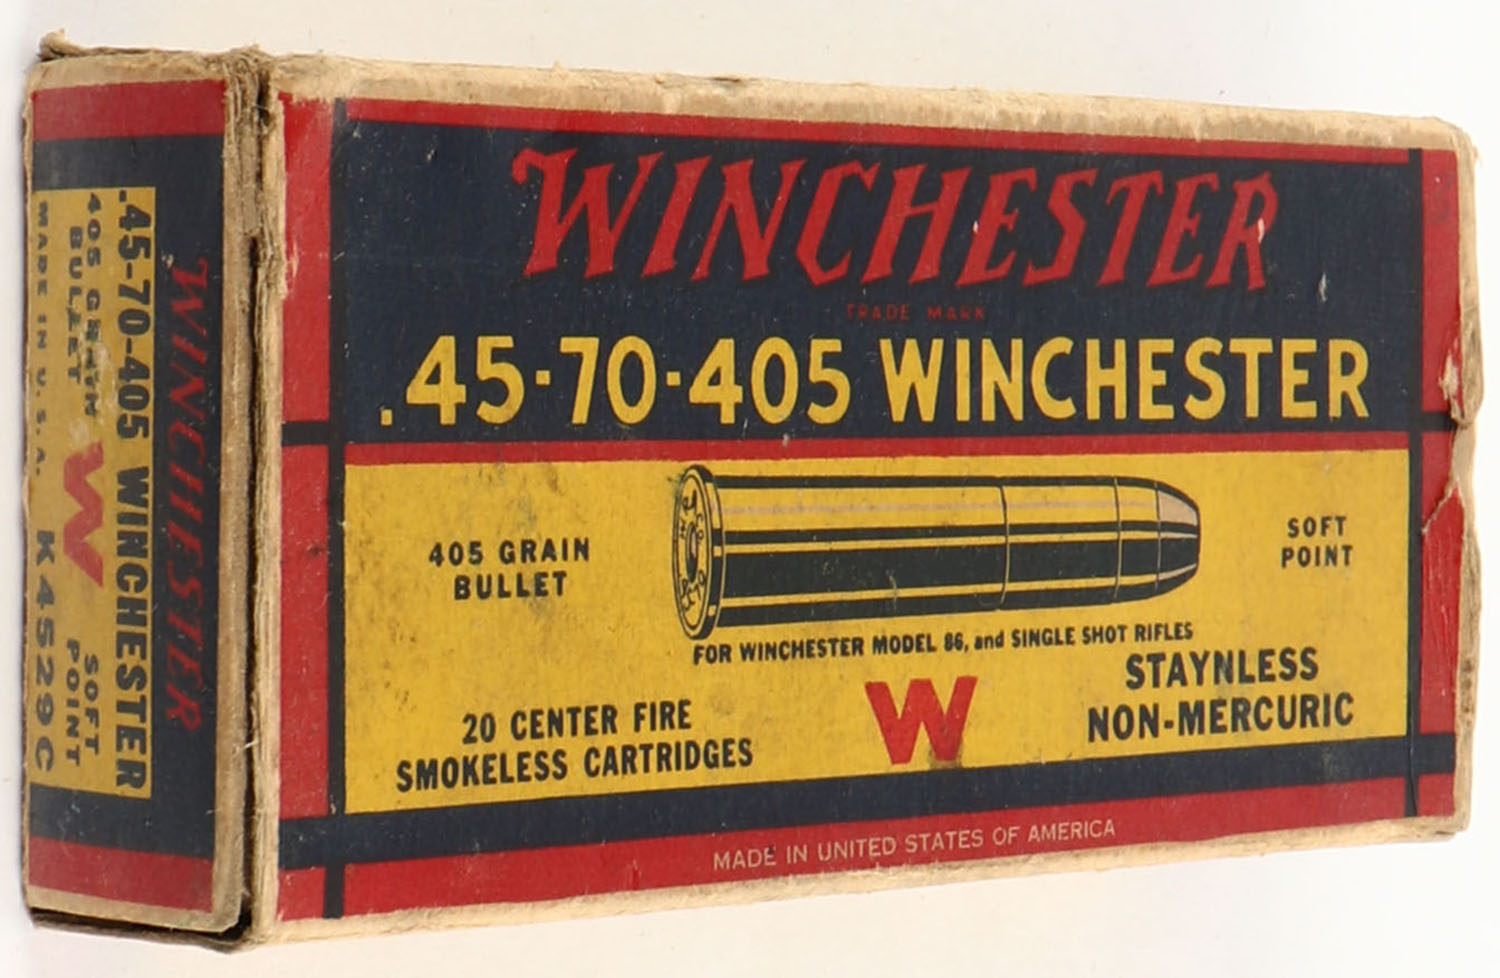 WINCHESTER
TRADE MARK
.45-70-405 WINCHESTER
405 GRAIN
BULLET
SOFT
POINT
FOR WINCHESTER MODEL 86, and SINGLE SHOT RIFLES
20 CENTER FIRE
SMOKELESS CARTRIDGES
W
STAYNLESS
NON-MERCURIC
MADE IN UNITED STATES OF AMERICA
WINCHESTER
.45-70-405 WINCHESTER
405 GRAIN
BULLET
W
SOFT
POINT
MADE IN U.S.A.
K4529C